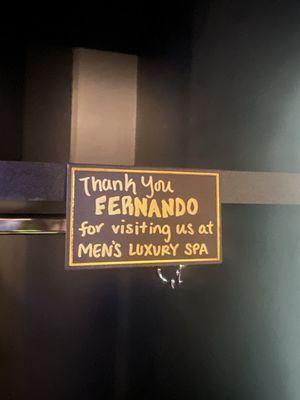 Thank You
FERNANDO
for visiting us at
MEN'S LUXURY SPA